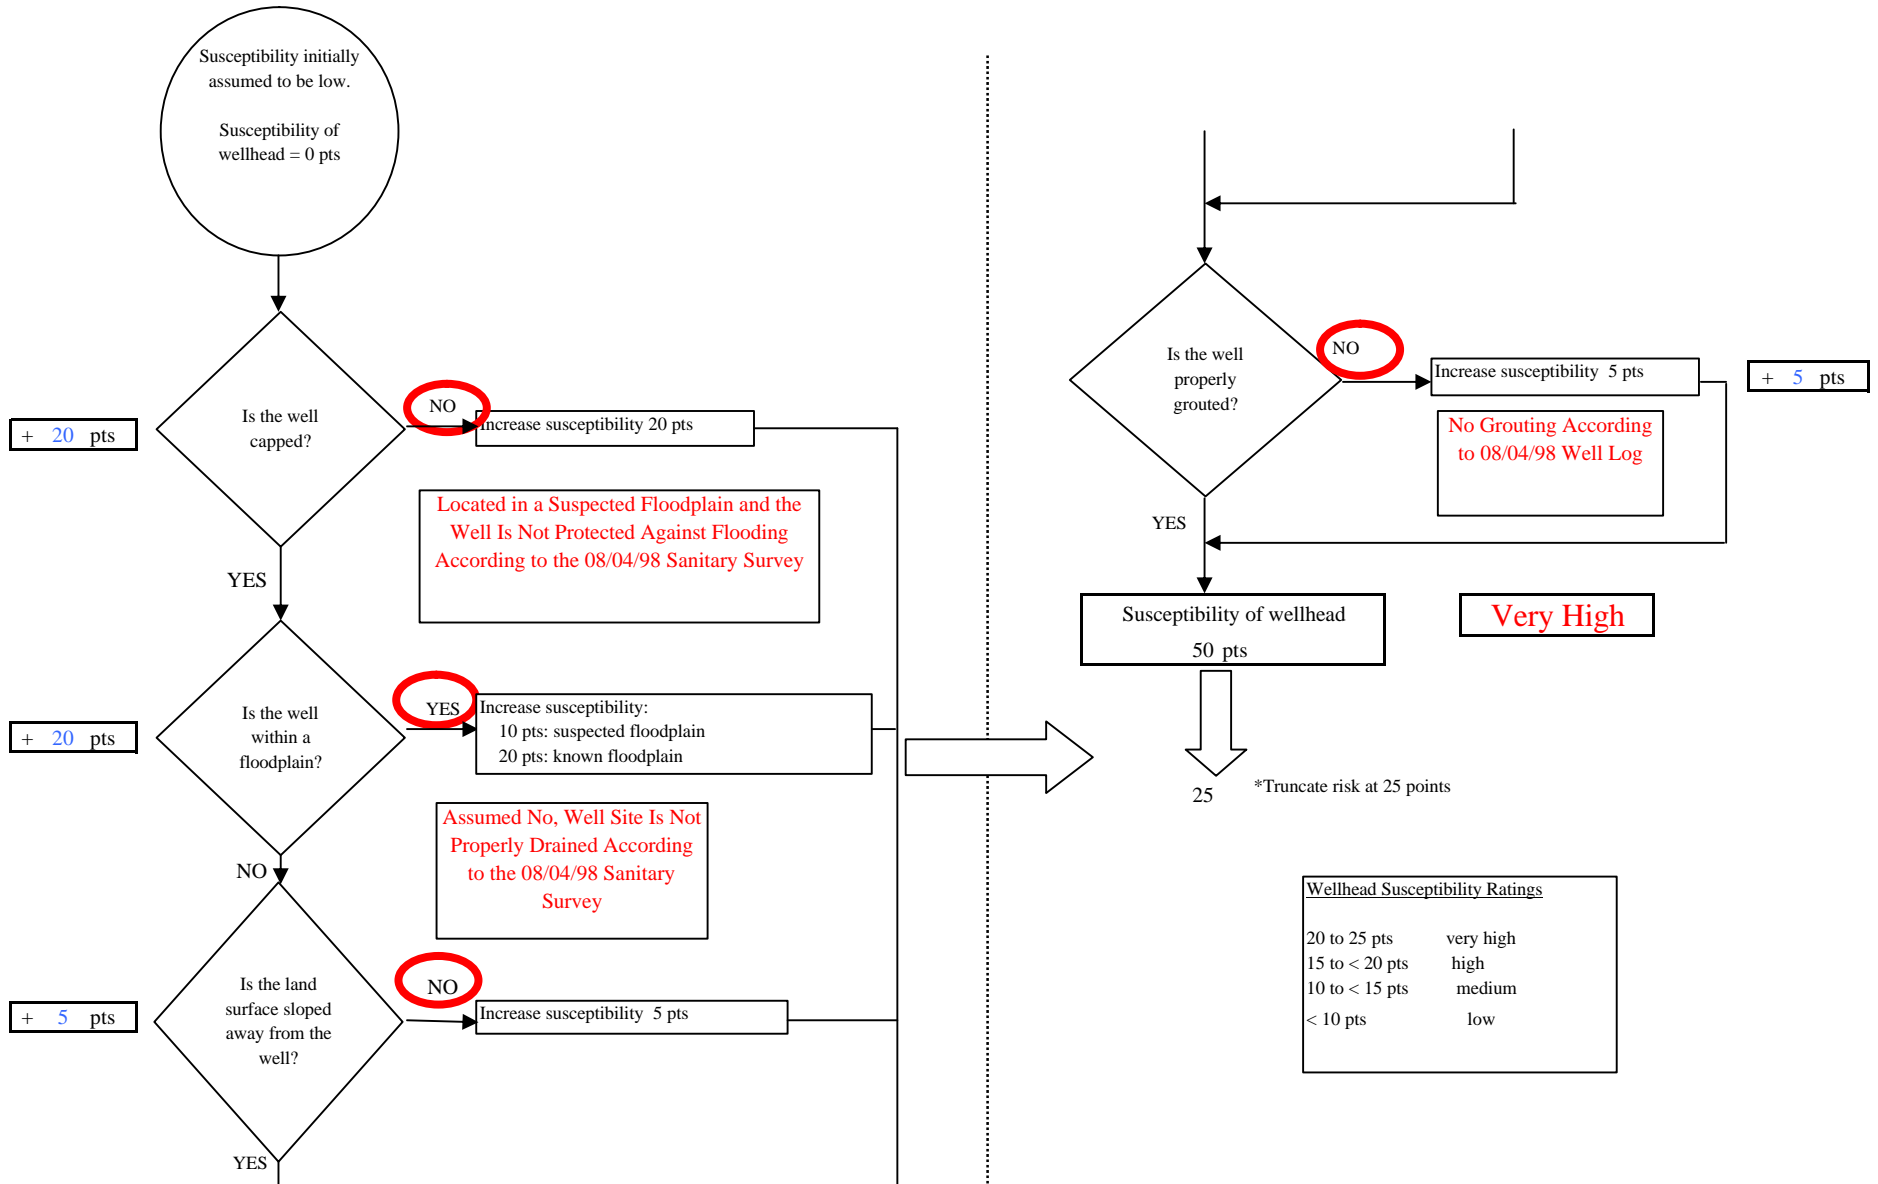 Susceptibility initially
assumed to be low.
Susceptibility of
wellhead = 0 pts
Is the well
capped?
NO
Increase susceptibility 20 pts
+ 20 pts
Located in a Suspected Floodplain and the
Well Is Not Protected Against Flooding
According to the 08/04/98 Sanitary Survey
YES
Is the well
within a
floodplain?
YES
Increase susceptibility:
10 pts: suspected floodplain
20 pts: known floodplain
+ 20 pts
Assumed No, Well Site Is Not
Properly Drained According
to the 08/04/98 Sanitary
Survey
NO
Is the land
surface sloped
away from the
well?
NO
Increase susceptibility 5 pts
+ 5 pts
YES
Is the well
properly
grouted?
NO
Increase susceptibility 5 pts
+ 5 pts
No Grouting According
to 08/04/98 Well Log
YES
Susceptibility of wellhead
50 pts
Very High
25
*Truncate risk at 25 points
Wellhead Susceptibility Ratings
20 to 25 pts very high
15 to < 20 pts high
10 to < 15 pts medium
< 10 pts low